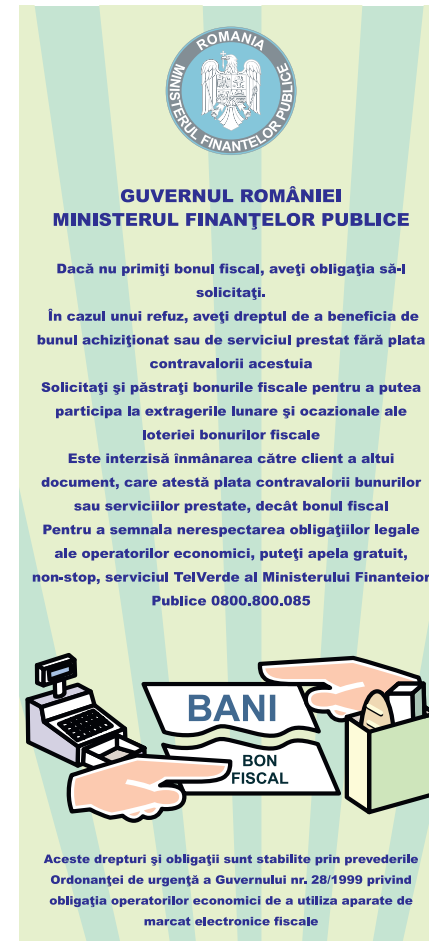 ROMANIA
MINISTERUL FINANTELOR PUBLICE
GUVERNUL ROMÂNIEI
MINISTERUL FINANŢELOR PUBLICE
Dacă nu primiţi bonul fiscal, aveţi obligaţia să-l
solicitaţi.
În cazul unui refuz, aveţi dreptul de a beneficia de
bunul achiziţionat sau de serviciul prestat fără plata
contravalorii acestuia
Solicitaţi şi păstraţi bonurile fiscale pentru a putea
participa la extragerile lunare şi ocazionale ale
loteriei bonurilor fiscale
Este interzisă înmânarea către client a altui
document, care atestă plata contravalorii bunurilor
sau serviciilor prestate, decât bonul fiscal
Pentru a semnala nerespectarea obligaţiilor legale
ale operatorilor economici, puteţi apela gratuit,
non-stop, serviciul TelVerde al Ministerului Finanteior
Publice 0800.800.085
BANI
BON
FISCAL
Aceste drepturi şi obligaţii sunt stabilite prin prevederile
Ordonanţei de urgenţă a Guvernului nr. 28/1999 privind
obligaţia operatorilor economici de a utiliza aparate de
marcat electronice fiscale